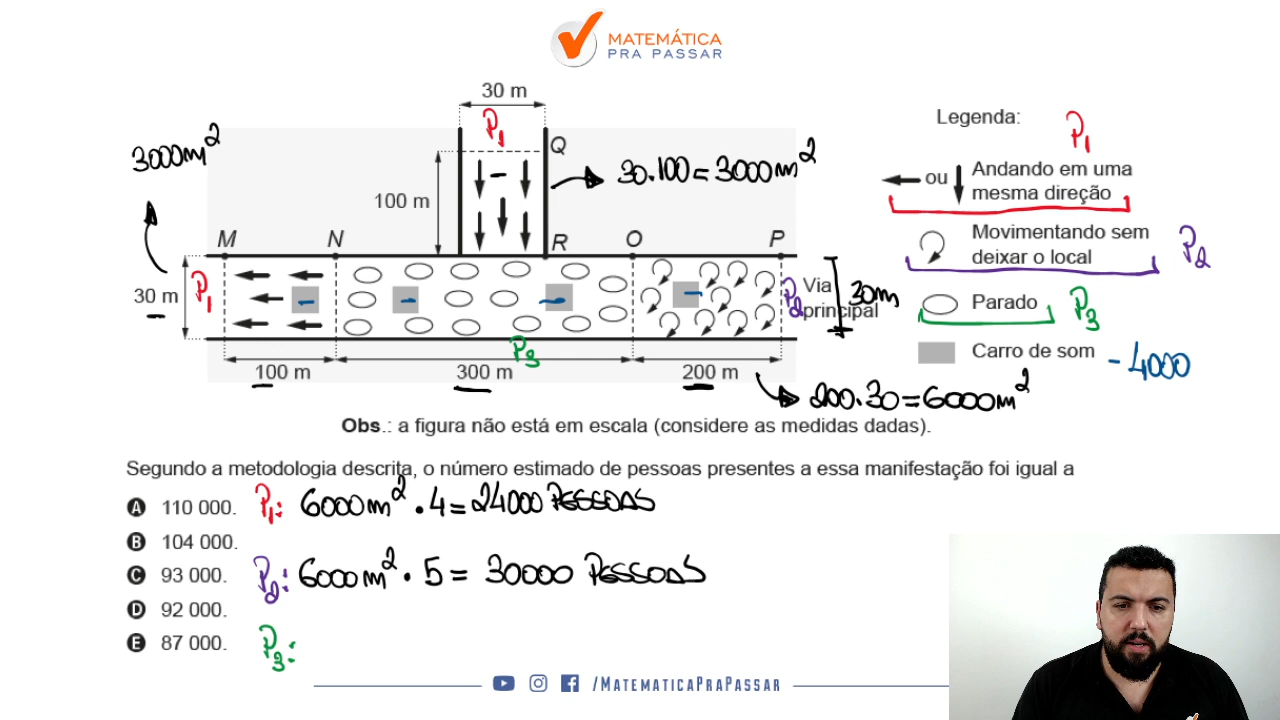 MATEMÁTICA
PRA PASSAR
30 m
P1
Legenda:
P1
3000m²
Q
30.100=3000m²
ou
Andando em uma
mesma direção
100 m
M
N
R
O
P
Movimentando sem
deixar o local
P2
30 m
P1
P2
Via
principal
30m
Parado
P3
P3
Carro de som
- 4000
100 m
300 m
200 m
200.30=6000m²
Obs.: a figura não está em escala (considere as medidas dadas).
Segundo a metodologia descrita, o número estimado de pessoas presentes a essa manifestação foi igual a
A 110 000.
P1: 6000m² . 4=24000 PESSOAS
B 104 000.
C 93 000.
P2: 6000m² . 5= 30000 PESSOAS
D 92 000.
E 87 000.
P3:
/MATEMATICAPRAPASSAR